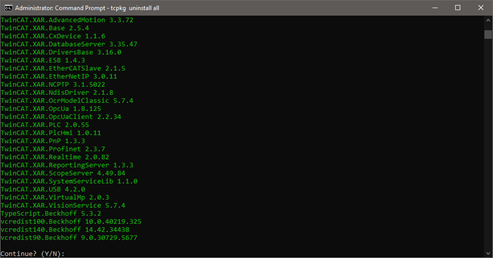 Administrator: Command Prompt - tcpkg uninstall all
TwinCAT.XAR.AdvancedMotion 3.3.72
TwinCAT.XAR.Base 2.5.4
TwinCAT.XAR.CxDevice 1.1.6
TwinCAT.XAR.DatabaseServer 3.35.47
TwinCAT.XAR.DriversBase 3.16.0
TwinCAT.XAR.ESB 1.4.3
TwinCAT.XAR.EtherCATSlave 2.1.5
TwinCAT.XAR.EtherNetIP 3.0.11
TwinCAT.XAR.NCPTP 3.1.5022
TwinCAT.XAR.NdisDriver 2.1.8
TwinCAT.XAR.OcrModelClassic 5.7.4
TwinCAT.XAR.OpcUa 1.8.125
TwinCAT.XAR.OpcUaClient 2.2.34
TwinCAT.XAR.PLC 2.0.55
TwinCAT.XAR.PlcHmi 1.0.11
TwinCAT.XAR.PnP 1.3.3
TwinCAT.XAR.Profinet 2.3.7
TwinCAT.XAR.Realtime 2.0.82
TwinCAT.XAR.ReportingServer 1.3.3
TwinCAT.XAR.ScopeServer 4.49.84
TwinCAT.XAR.SystemServiceLib 1.1.0
TwinCAT.XAR.USB 4.2.0
TwinCAT.XAR.VirtualMp 2.0.3
TwinCAT.XAR.VisionService 5.7.4
TypeScript.Beckhoff 5.3.2
vcredist100.Beckhoff 10.0.40219.325
vcredist140.Beckhoff 14.42.34438
vcredist90.Beckhoff 9.0.30729.5677
Continue? (Y/N):